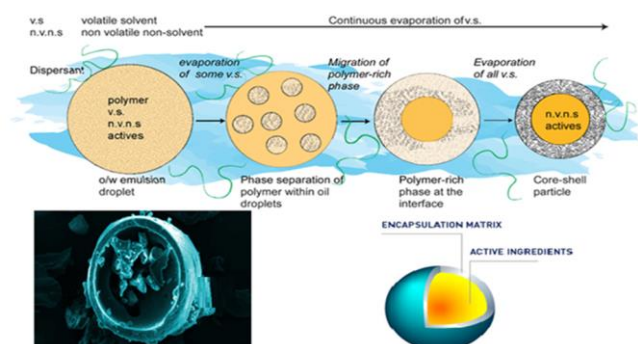 v.s volatile solvent
n.v.n.s non volatile non-solvent
Continuous evaporation of v.s.
Dispersant
evaporation
of some v.s.
Migration of
polymer-rich
phase
Evaporation
of all v.s.
polymer
v.s.
n.v.n.s
actives
n.v.n.s
actives
o/w emulsion
droplet
Phase separation of
polymer within oil
droplets
Polymer-rich
phase at the
interface
Core-shell
particle
ENCAPSULATION MATRIX
ACTIVE INGREDIENTS